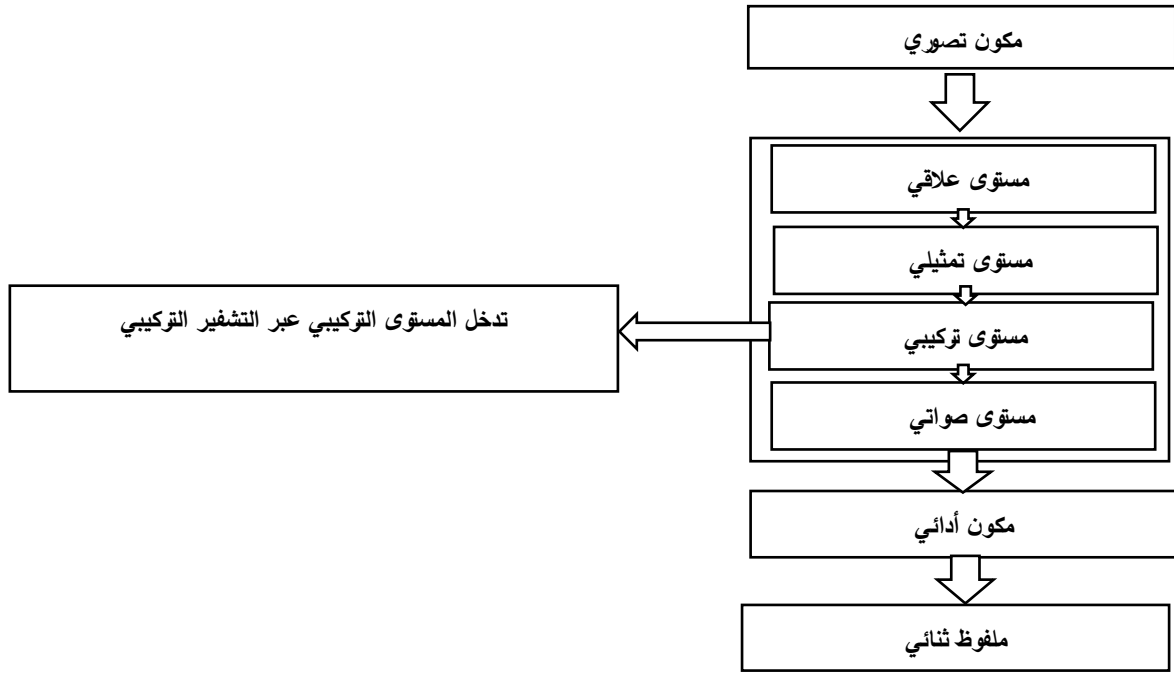 مكون تصوري
مستوى علاقي
مستوى تمثيلي
مستوى تركيبي
تدخل المستوى التركيبي عبر التشفير التركيبي
مستوى صواتي
مكون أدائي
ملفوظ ثنائي